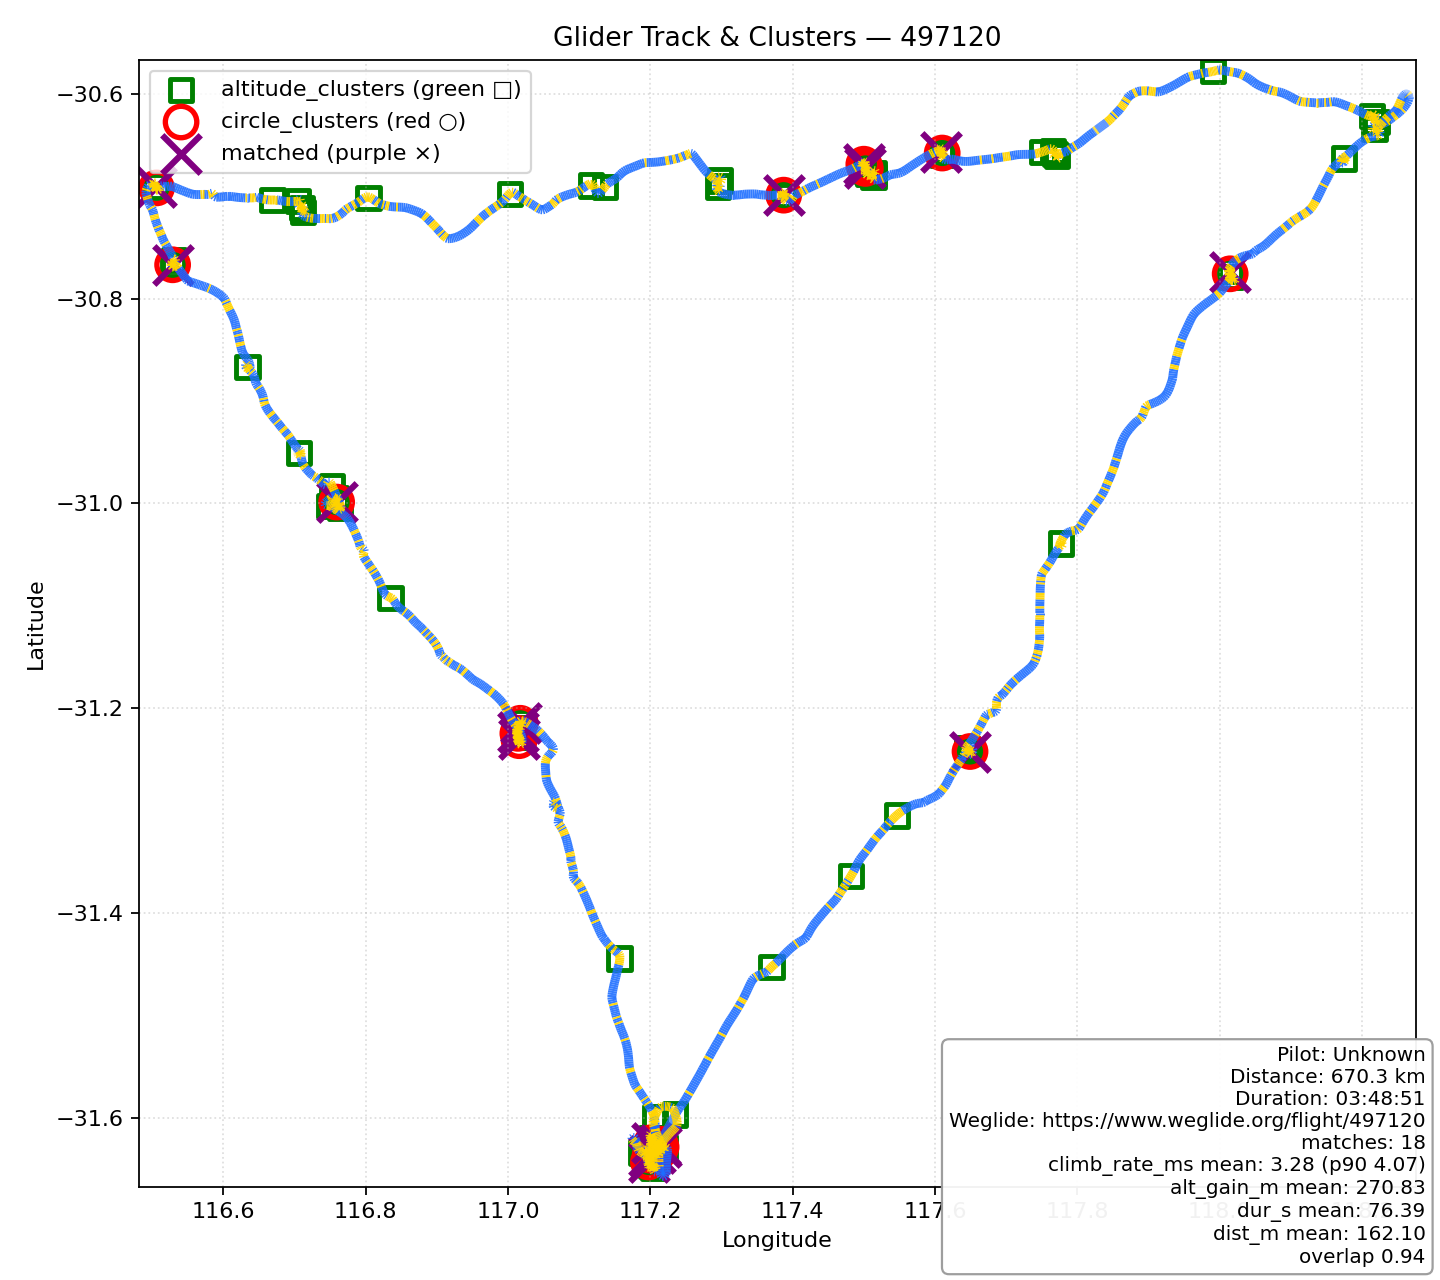 Glider Track & Clusters — 497120
altitude_clusters (green □)
circle_clusters (red ○)
matched (purple ×)
−30.6
−30.8
−31.0
−31.2
−31.4
−31.6
Latitude
116.6
116.8
117.0
117.2
117.4
117.6
117.8
Longitude
Pilot: Unknown
Distance: 670.3 km
Duration: 03:48:51
Weglide: https://www.weglide.org/flight/497120
matches: 18
climb_rate_ms mean: 3.28 (p90 4.07)
alt_gain_m mean: 270.83
dur_s mean: 76.39
dist_m mean: 162.10
overlap 0.94